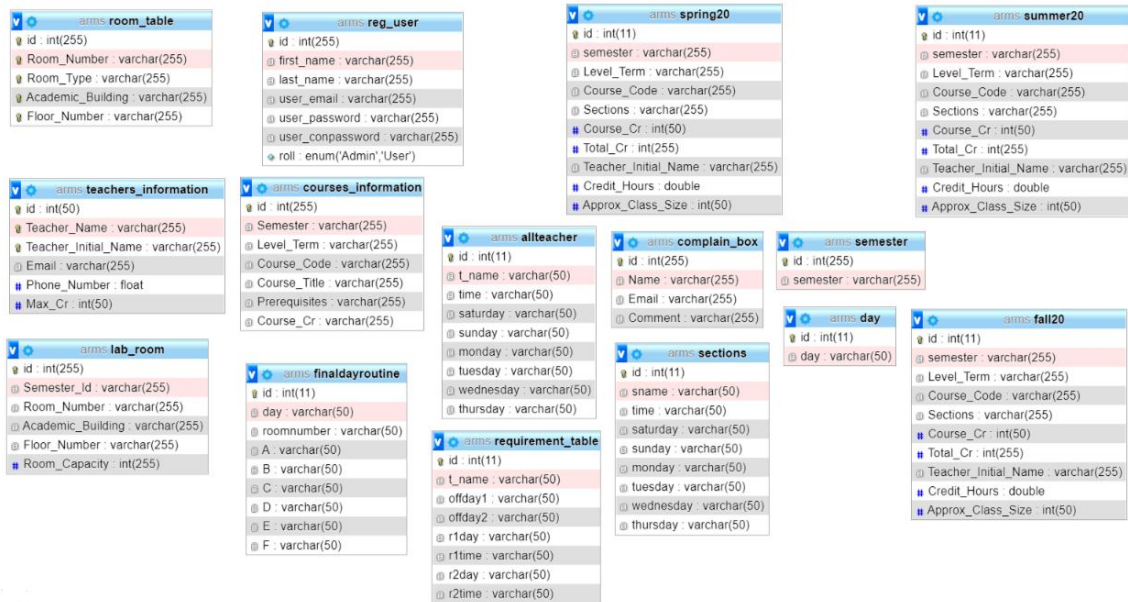 arms room_table
id : int(255)
Room_Number : varchar(255)
Room_Type : varchar(255)
Academic_Building : varchar(255)
Floor_Number : varchar(255)
arms reg_user
id : int(255)
first_name : varchar(255)
last_name : varchar(255)
user_email : varchar(255)
user_password : varchar(255)
user_conpassword : varchar(255)
roll : enum('Admin','User')
arms spring20
id : int(11)
semester : varchar(255)
Level_Term : varchar(255)
Course_Code : varchar(255)
Sections : varchar(255)
# Course_Cr : int(50)
# Total_Cr : int(255)
Teacher_Initial_Name : varchar(255)
# Credit_Hours : double
# Approx_Class_Size : int(50)
arms summer20
id : int(11)
semester : varchar(255)
Level_Term : varchar(255)
Course_Code : varchar(255)
Sections : varchar(255)
# Course_Cr : int(50)
# Total_Cr : int(255)
Teacher_Initial_Name : varchar(255)
# Credit_Hours : double
# Approx_Class_Size : int(50)
arms teachers_information
id : int(50)
Teacher_Name : varchar(255)
Teacher_Initial_Name : varchar(255)
Email : varchar(255)
# Phone_Number : float
# Max_Cr : int(50)
arms courses_information
id : int(255)
Semester : varchar(255)
Level_Term : varchar(255)
Course_Code : varchar(255)
Course_Title : varchar(255)
Prerequisites : varchar(255)
Course_Cr : varchar(255)
arms allteacher
id : int(11)
t_name : varchar(50)
time : varchar(50)
saturday : varchar(50)
sunday : varchar(50)
monday : varchar(50)
tuesday : varchar(50)
wednesday : varchar(50)
thursday : varchar(50)
arms complain_box
id : int(255)
Name : varchar(255)
Email : varchar(255)
Comment : varchar(255)
arms semester
id : int(255)
semester : varchar(255)
arms day
id : int(11)
day : varchar(50)
arms fall20
id : int(11)
semester : varchar(255)
Level_Term : varchar(255)
Course_Code : varchar(255)
Sections : varchar(255)
# Course_Cr : int(50)
# Total_Cr : int(255)
Teacher_Initial_Name : varchar(255)
# Credit_Hours : double
# Approx_Class_Size : int(50)
arms lab_room
id : int(255)
Semester_Id : varchar(255)
Room_Number : varchar(255)
Academic_Building : varchar(255)
Floor_Number : varchar(255)
# Room_Capacity : int(255)
arms finaldayroutine
id : int(11)
day : varchar(50)
roomnumber : varchar(50)
A : varchar(50)
B : varchar(50)
C : varchar(50)
D : varchar(50)
E : varchar(50)
F : varchar(50)
arms sections
id : int(11)
sname : varchar(50)
time : varchar(50)
saturday : varchar(50)
sunday : varchar(50)
monday : varchar(50)
tuesday : varchar(50)
wednesday : varchar(50)
thursday : varchar(50)
arms requirement_table
id : int(11)
t_name : varchar(50)
offday1 : varchar(50)
offday2 : varchar(50)
r1day : varchar(50)
r1time : varchar(50)
r2day : varchar(50)
r2time : varchar(50)